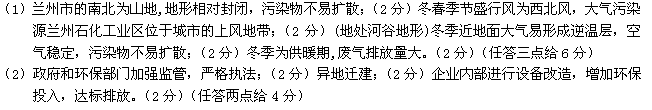 （1）兰州市的南北为山地,地形相对封闭，污染物不易扩散；（2 分）冬春季节盛行风为西北风，大气污染
源兰州石化工业区位于城市的上风地带；（2 分）(地处河谷地形)冬季近地面大气易形成逆温层，空
气稳定，污染物不易扩散；（2 分）冬季为供暖期,废气排放量大。（2 分）（任答三点给 6 分）
（2）政府和环保部门加强监管，严格执法；（2 分）异地迁建；（2 分）企业内部进行设备改造，增加环保
投入，达标排放。（2 分）（任答两点给 4 分）